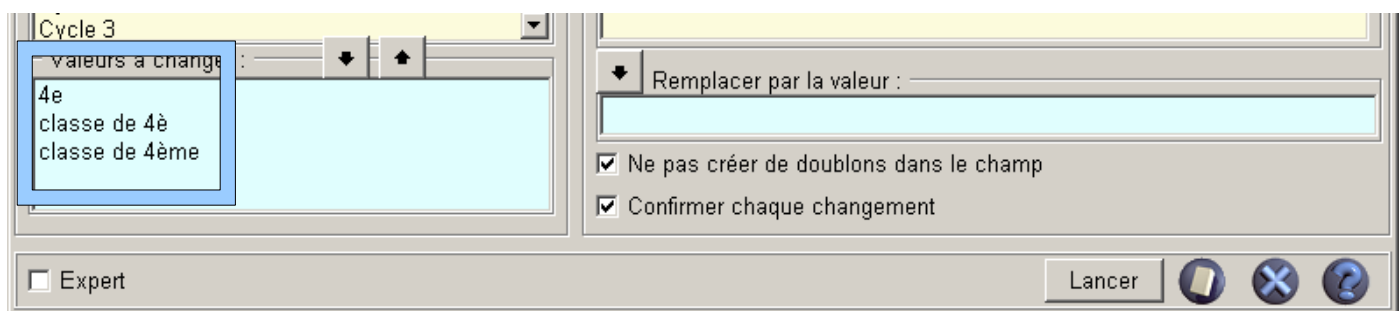 Cycle 3
Valeurs à change :
4e
classe de 4è
classe de 4ème
Remplacer par la valeur :
Ne pas créer de doublons dans le champ
Confirmer chaque changement
Expert
Lancer